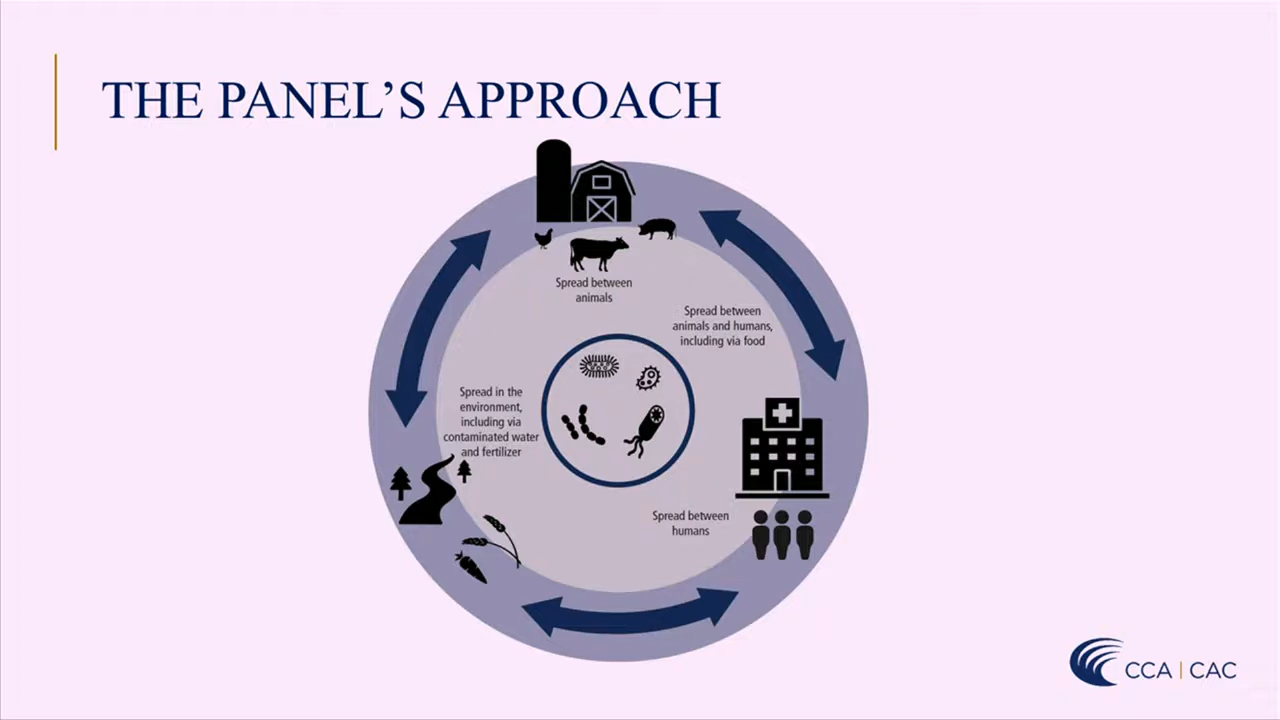 THE PANEL'S APPROACH
Spread between
animals
Spread between
animals and humans,
including via food
Spread in the
environment,
including via
contaminated water
and fertilizer
Spread between
humans
CCA | CAC